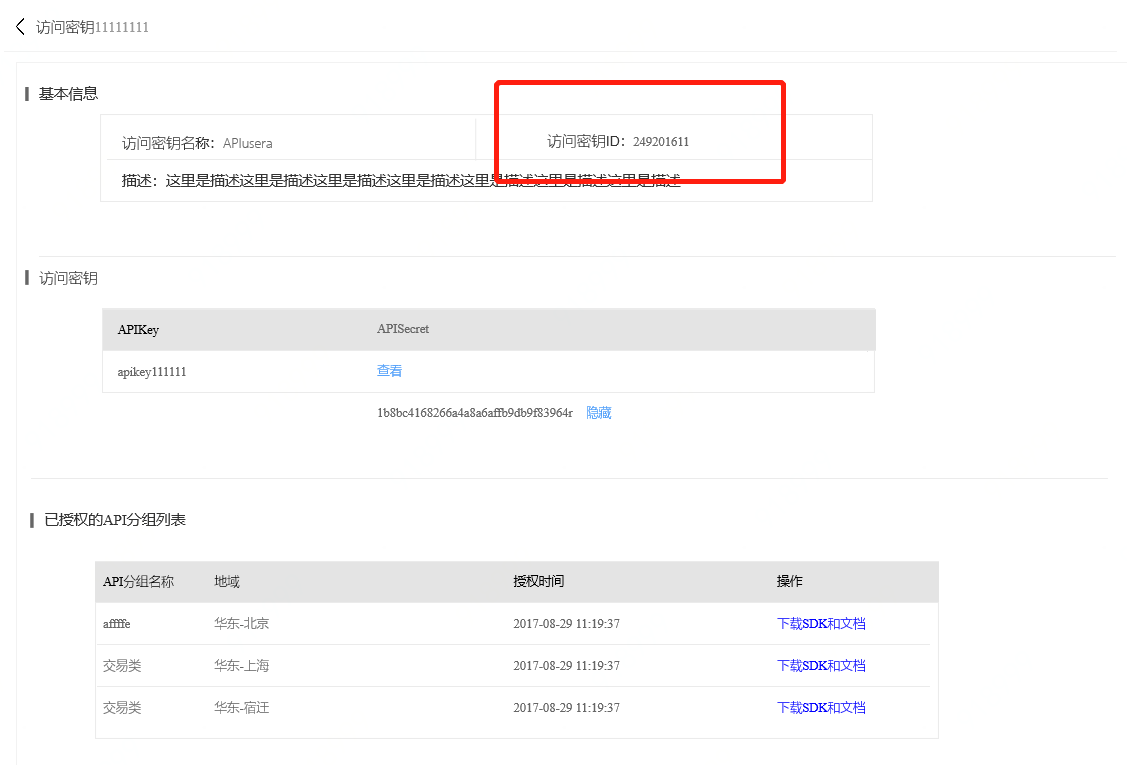 访问密钥11111111
基本信息
访问密钥名称：APIusera 访问密钥ID：249201611
描述：这里是描述这里是描述这里是描述这里是描述这里是描述这里是描述这里是描述
访问密钥
APIKey APISecret
apikey111111 查看
1b8bc4168266a4a8a6affb9db9f83964r 隐藏
已授权的API分组列表
API分组名称 地域 授权时间 操作
affffe 华东-北京 2017-08-29 11:19:37 下载SDK和文档
交易类 华东-上海 2017-08-29 11:19:37 下载SDK和文档
交易类 华东-宿迁 2017-08-29 11:19:37 下载SDK和文档